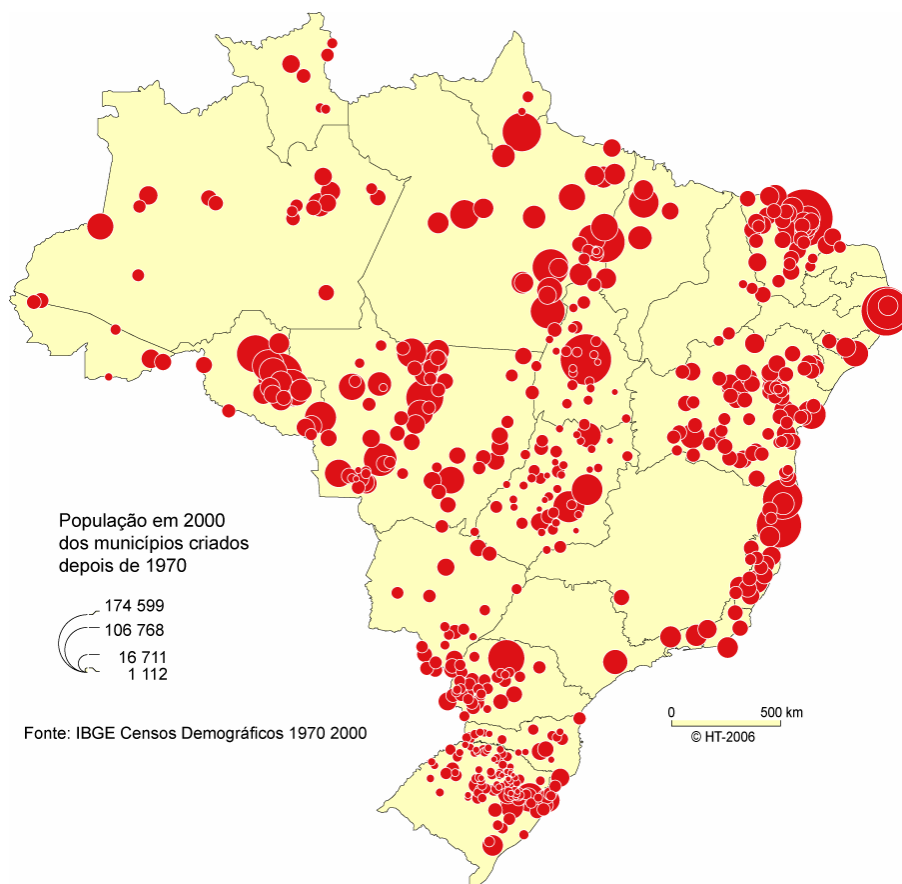 População em 2000
dos municípios criados
depois de 1970
174 599
106 768
16 711
1 112
Fonte: IBGE Censos Demográficos 1970 2000
0 500 km
© HT-2006